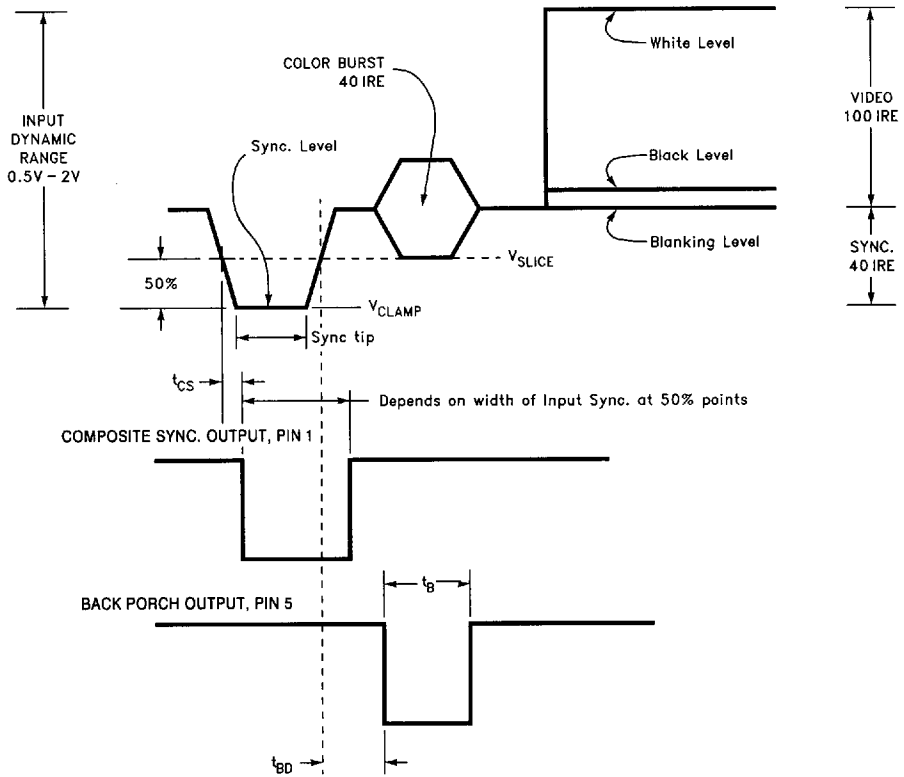 White Level
COLOR BURST
40 IRE
INPUT
DYNAMIC
RANGE
0.5V – 2V
VIDEO
100 IRE
Sync. Level
Black Level
Blanking Level
V_SLICE
SYNC.
40 IRE
50%
V_CLAMP
Sync tip
t_CS
Depends on width of Input Sync. at 50% points
COMPOSITE SYNC. OUTPUT, PIN 1
t_B
BACK PORCH OUTPUT, PIN 5
t_BD